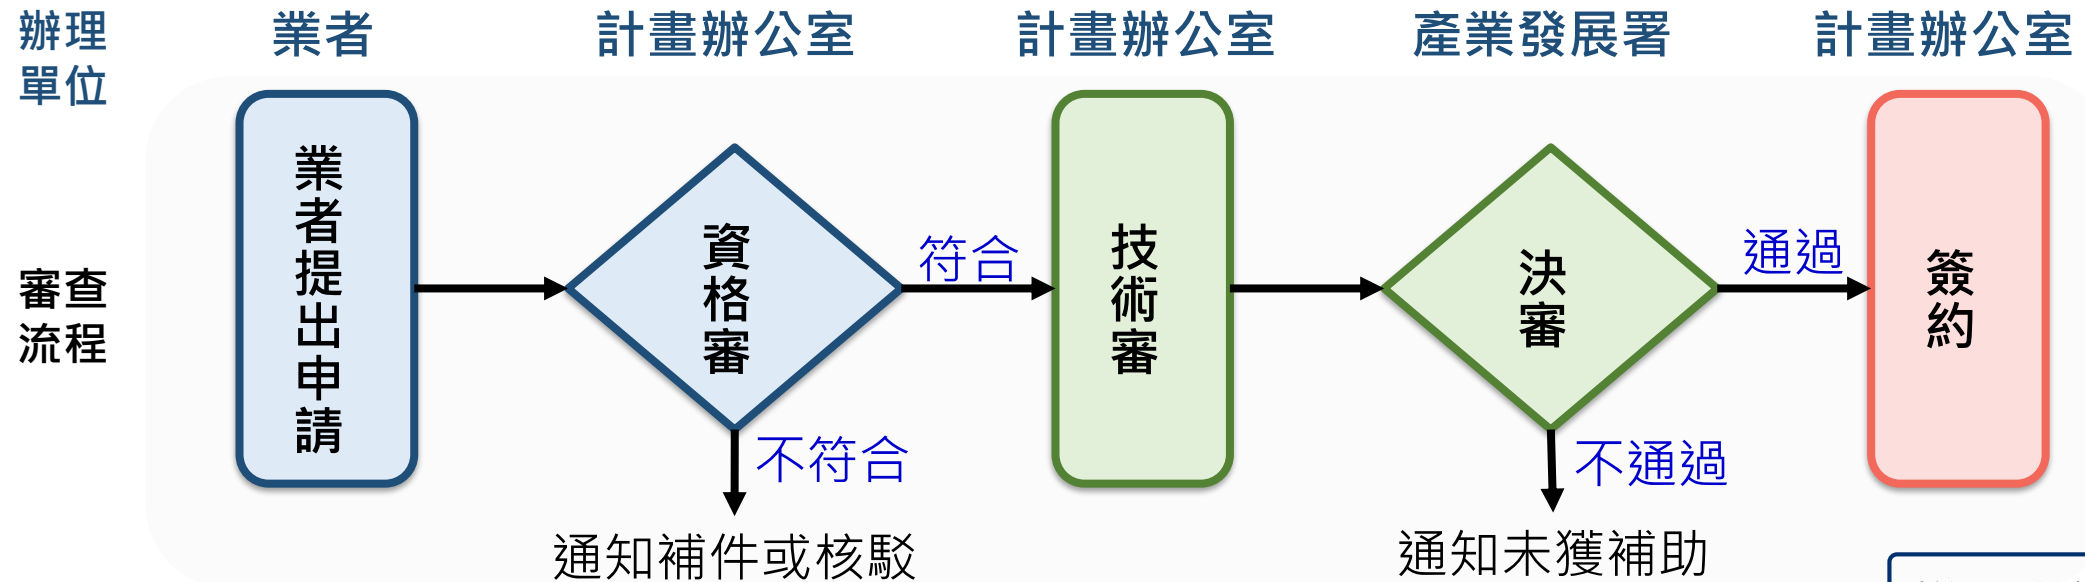 辦理
單位
業者
計畫辦公室
計畫辦公室
產業發展署
計畫辦公室
審查
流程
業者提出申請
資格審
符合
不符合
通知補件或核駁
技術審
決審
通過
不通過
通知未獲補助
簽約